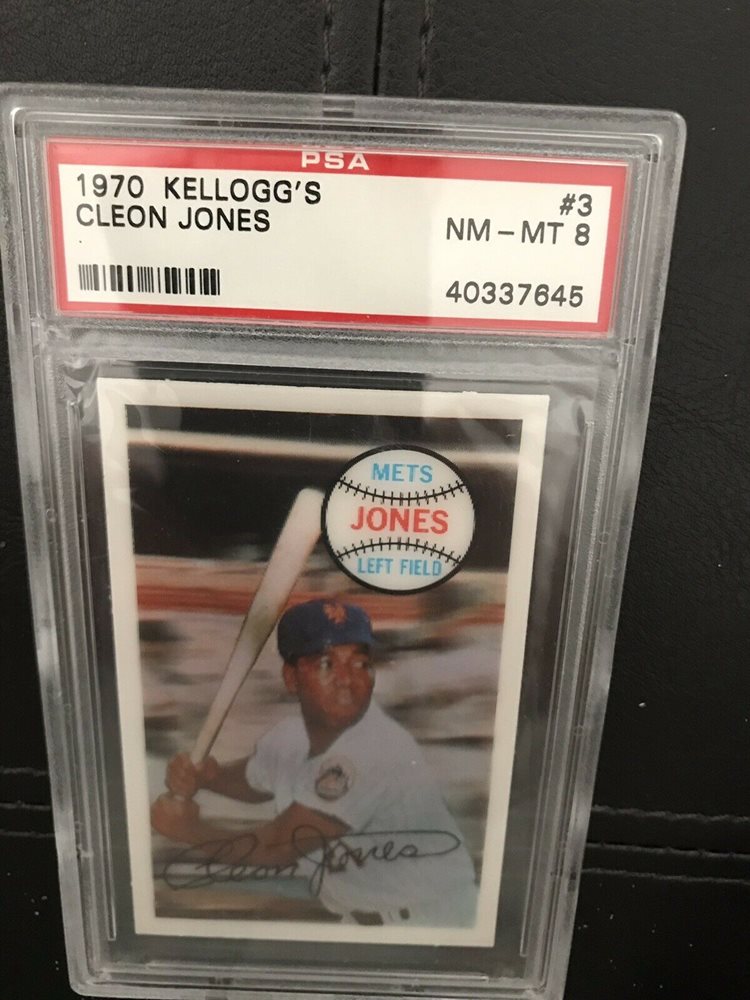 PSA
1970 KELLOGG'S
#3
CLEON JONES
NM - MT 8
40337645
METS
JONES
LEFT FIELD
Cleon Jones